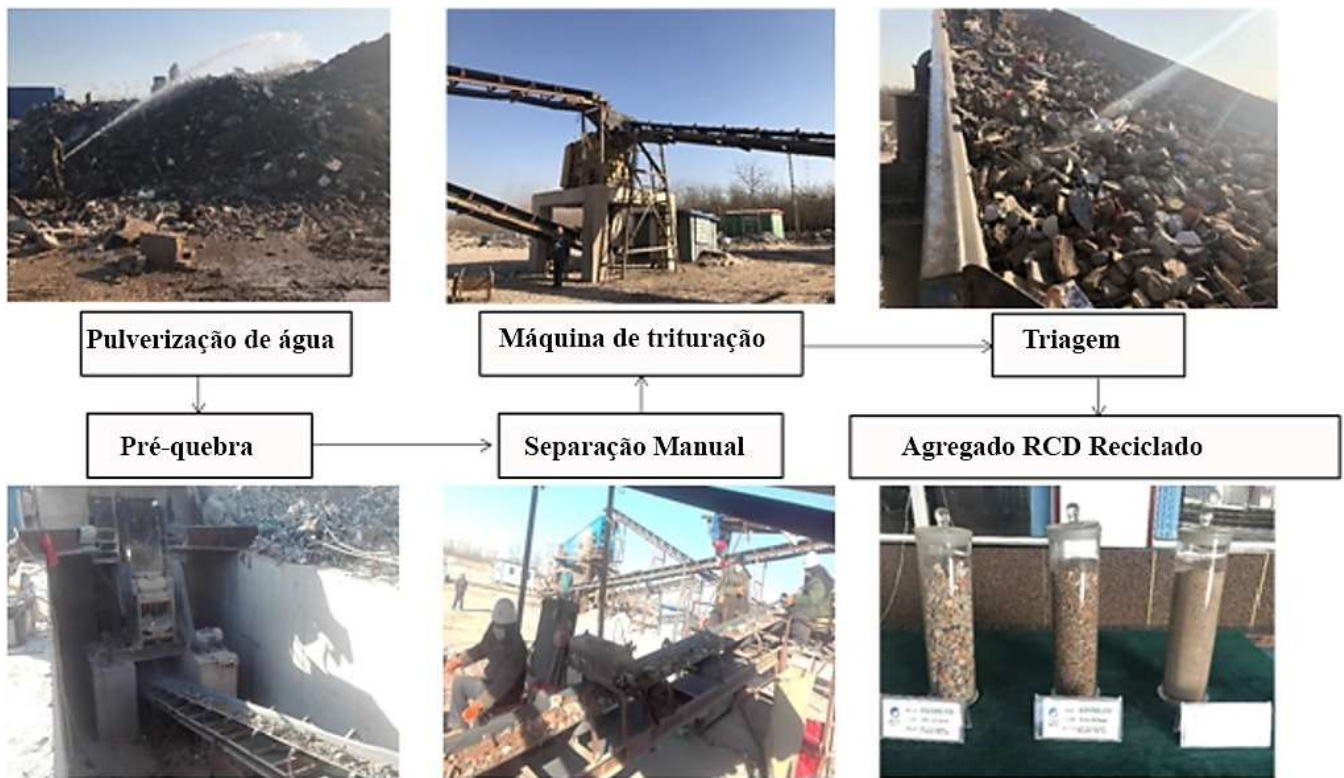 Pulverização de água
Máquina de trituração
Triagem
Pré-quebra
Separação Manual
Agregado RCD Reciclado